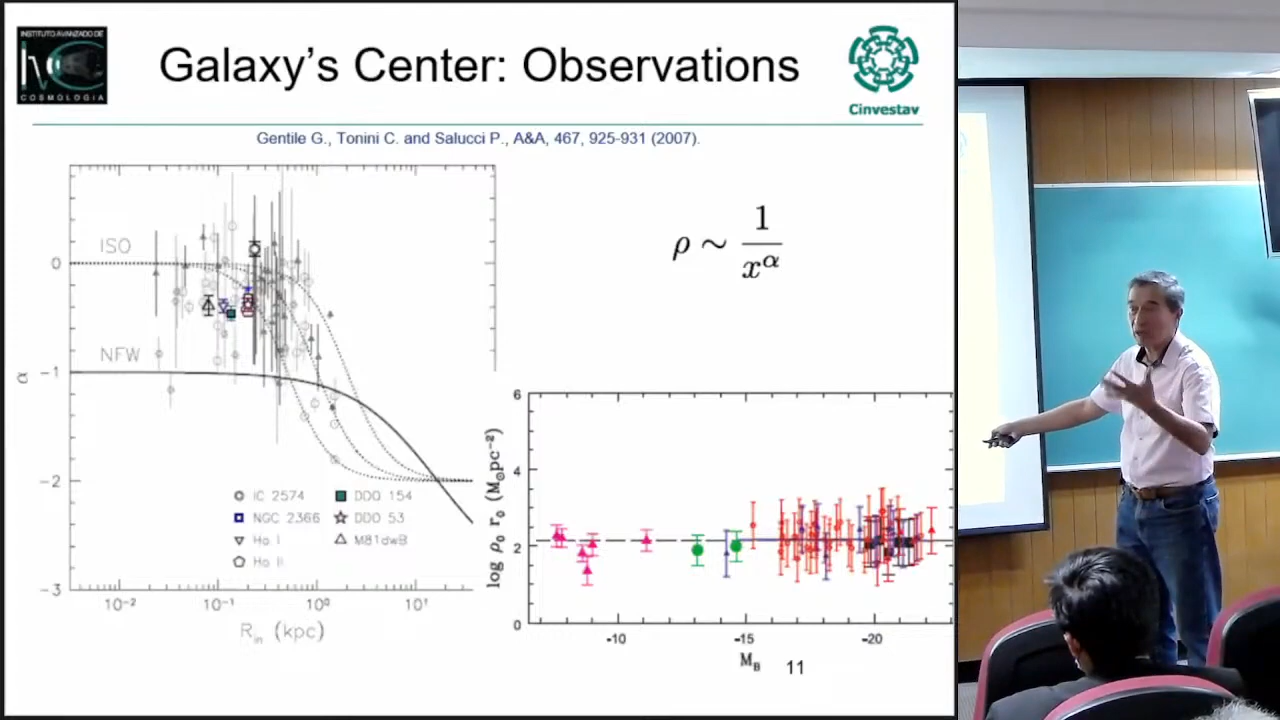 INSTITUTO AVANZADO DE
COSMOLOGIA
Galaxy's Center: Observations
Cinvestav
Gentile G., Tonini C. and Salucci P., A&A, 467, 925-931 (2007).
ρ ∼ 1/x^α
ISO
NFW
0
−1
−2
−3
α
IC 2574
NGC 2366
Ho I
Ho II
DDO 154
DDO 53
M81dwB
10⁻² 10⁻¹ 10⁰ 10¹
R_in (kpc)
log ρ₀ r₀ (M⊙pc⁻²)
6
4
2
0
-10 -15 -20
M_B
11